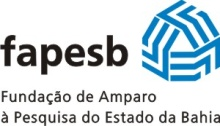 fapesb
Fundação de Amparo
à Pesquisa do Estado da Bahia